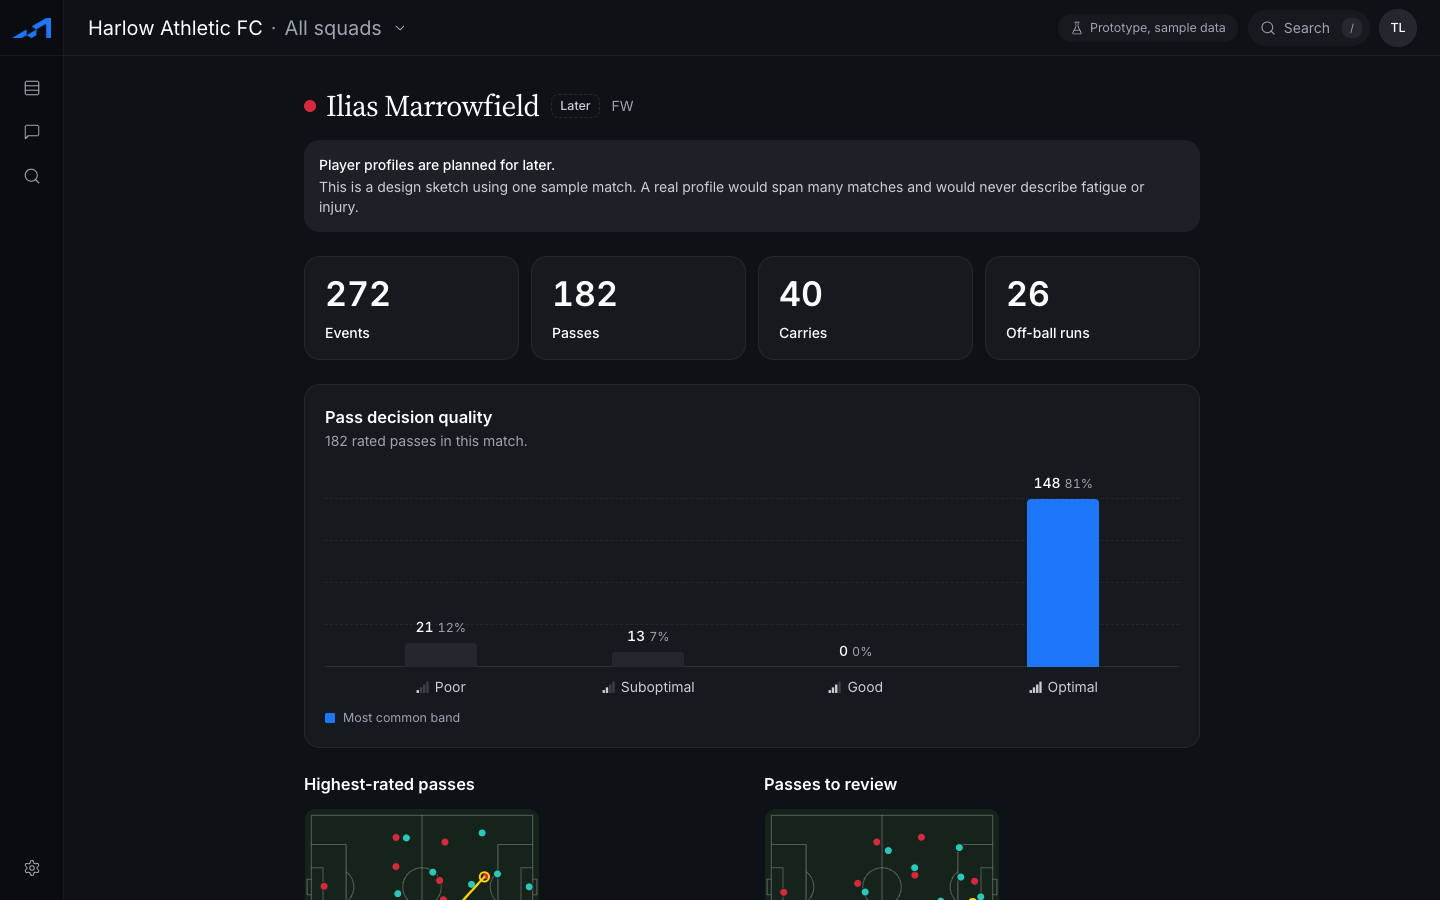 Harlow Athletic FC · All squads
Prototype, sample data
Search /
TL
Ilias Marrowfield
Later
FW
Player profiles are planned for later.
This is a design sketch using one sample match. A real profile would span many matches and would never describe fatigue or
injury.
272
Events
182
Passes
40
Carries
26
Off-ball runs
Pass decision quality
182 rated passes in this match.
21 12%
13 7%
0 0%
148 81%
Poor
Suboptimal
Good
Optimal
Most common band
Highest-rated passes
Passes to review